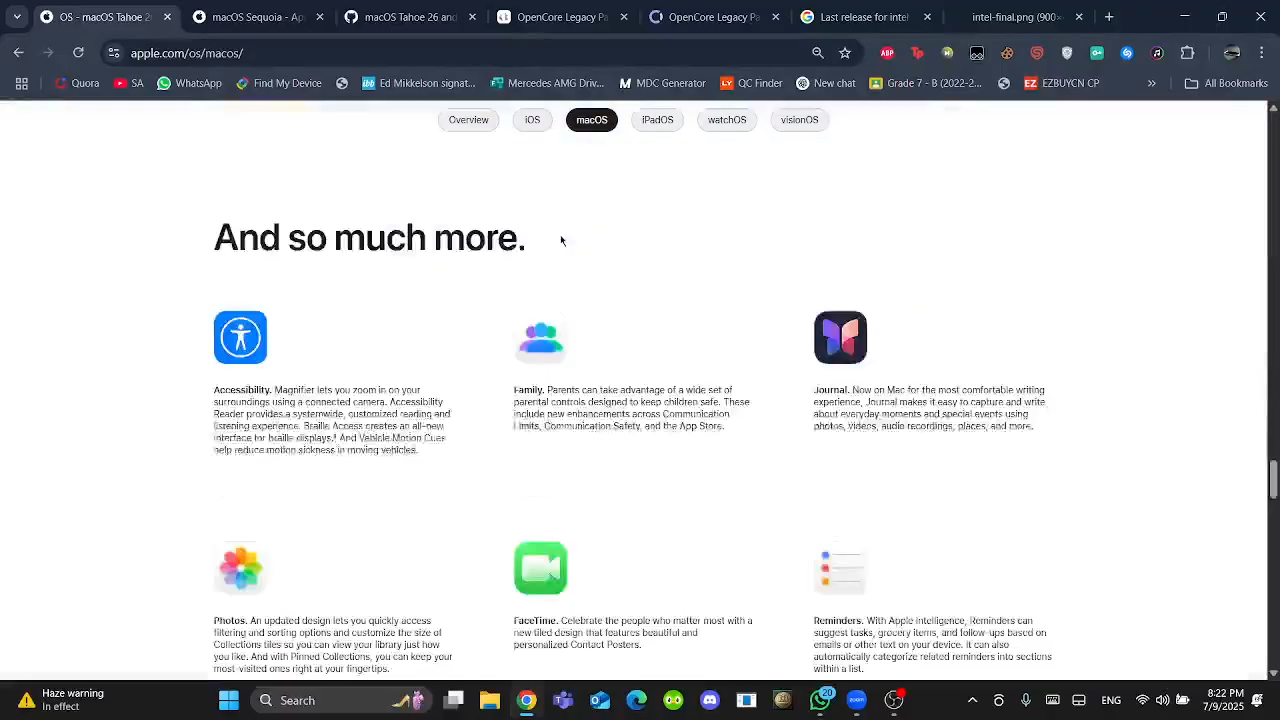 macOS Tahoe 26
macOS Sequoia - Ap
macOS Tahoe 26 and
OpenCore Legacy Pa
OpenCore Legacy Pa
Last release for intel
intel-final.png (900×
apple.com/os/macos/
Quora
SA
WhatsApp
Find My Device
Ed Mikkelson signat...
Mercedes AMG Driv...
MDC Generator
QC Finder
New chat
Grade 7 - B (2022-2...
EZBUYCN CP
All Bookmarks
Overview
iOS
macOS
iPadOS
watchOS
visionOS
And so much more.
Accessibility. Magnifier lets you zoom in on your
surroundings using a connected camera. Accessibility
Reader provides systemwide, customized reading and
listening experience. Braille Access creates an all-new
interface for braille displays.¹ And Vehicle Motion Cues
help reduce motion sickness in moving vehicles.
Family. Parents can take advantage of a wide set of
parental controls designed to keep children safe. These
include new enhancements across Communication
Limits, Communication Safety, and the App Store.
Journal. Now on Mac for the most comfortable writing
experience, Journal makes it easy to capture and write
about everyday moments and special events using
photos, videos, audio recordings, places, and more.
Photos. An updated design lets you quickly access
filtering and sorting options and customize the size of
Collections tiles so you can view your library just how
you like. And with Pinned Collections, you can keep your
most visited ones right at your fingertips.
FaceTime. Celebrate the people who matter most with a
new tiled design that features beautiful and
personalized Contact Posters.
Reminders. With Apple Intelligence, Reminders can
suggest tasks, grocery items, and follow-ups based on
emails or other text on your device. It can also
automatically categorize related reminders into sections
within a list.
Haze warning
In effect
Search
20
zoom
ENG
8:22 PM
7/9/2025